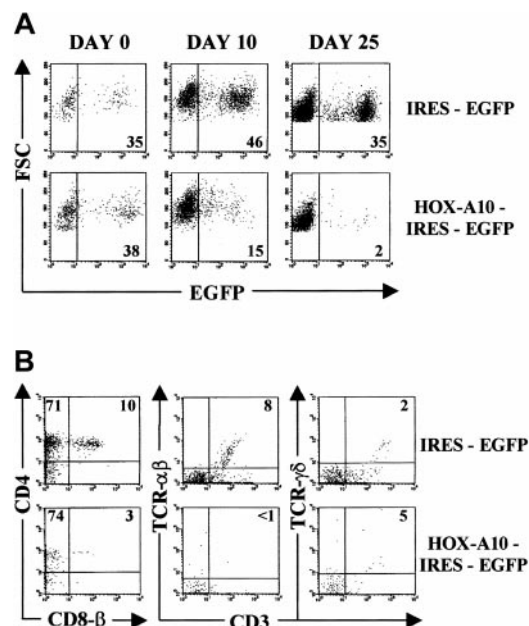 A
DAY 0 DAY 10 DAY 25
FSC
35 46 35
IRES - EGFP
38 15 2
HOX-A10 -
IRES - EGFP
EGFP
B
CD4
TCR-αβ
TCR-γδ
71 10 8 2
IRES - EGFP
74 3 <1 5
HOX-A10 -
IRES - EGFP
CD8-β CD3